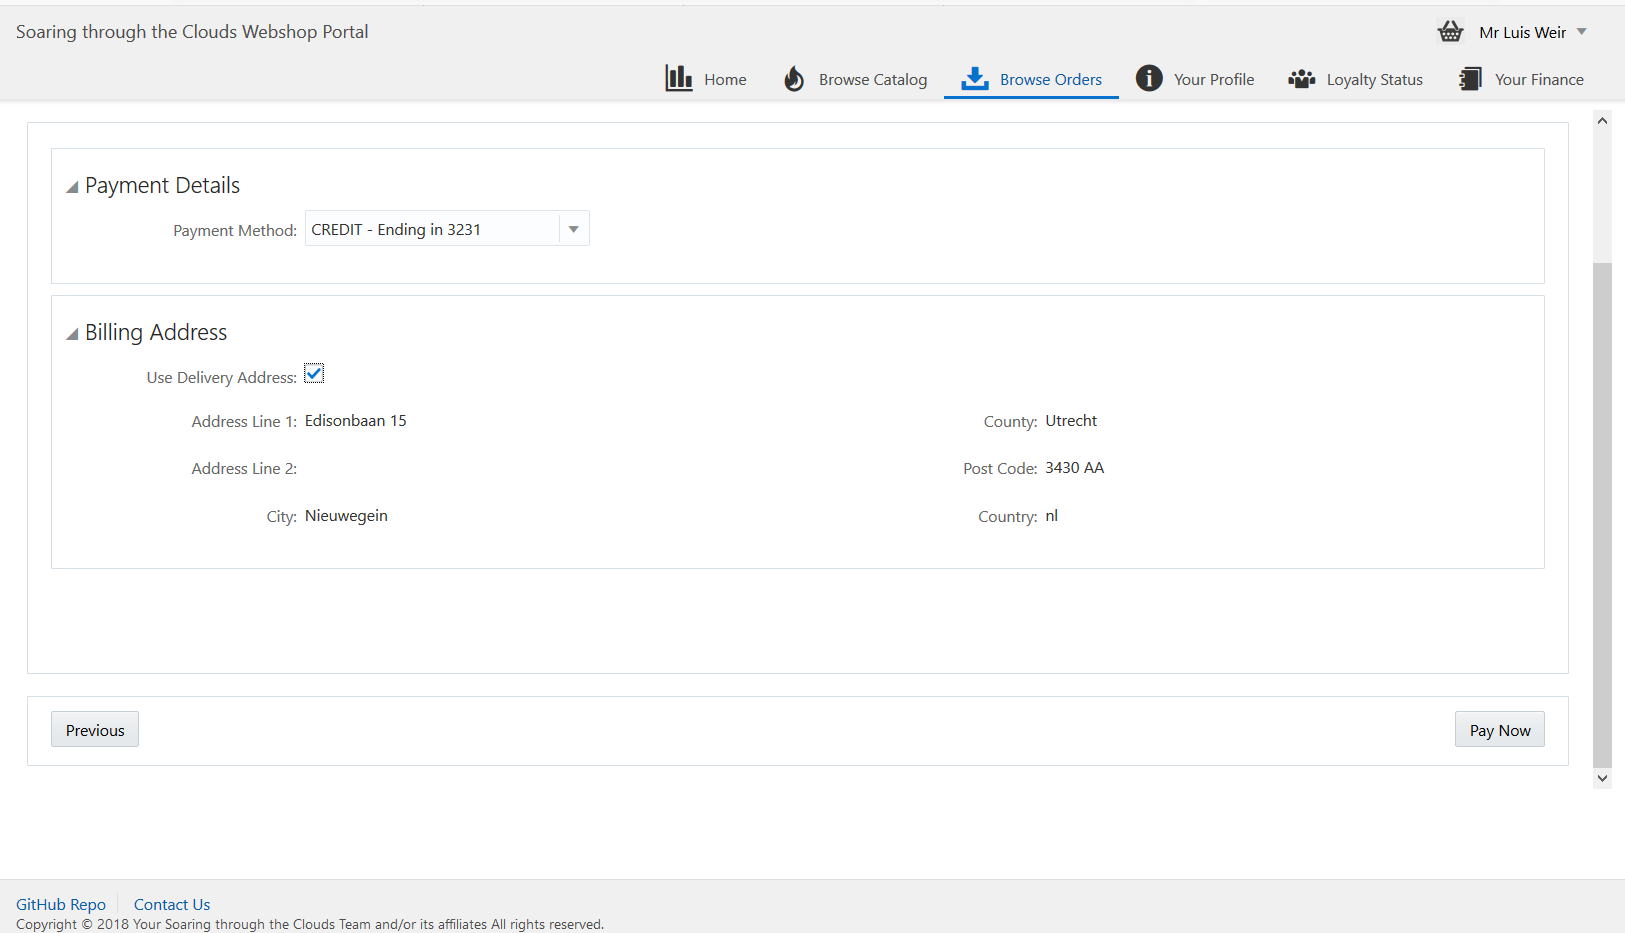 Soaring through the Clouds Webshop Portal
Mr Luis Weir
Home Browse Catalog Browse Orders Your Profile Loyalty Status Your Finance
Payment Details
Payment Method: CREDIT - Ending in 3231
Billing Address
Use Delivery Address:
Address Line 1: Edisonbaan 15 County: Utrecht
Address Line 2: Post Code: 3430 AA
City: Nieuwegein Country: nl
Previous Pay Now
GitHub Repo Contact Us
Copyright © 2018 Your Soaring through the Clouds Team and/or its affiliates All rights reserved.